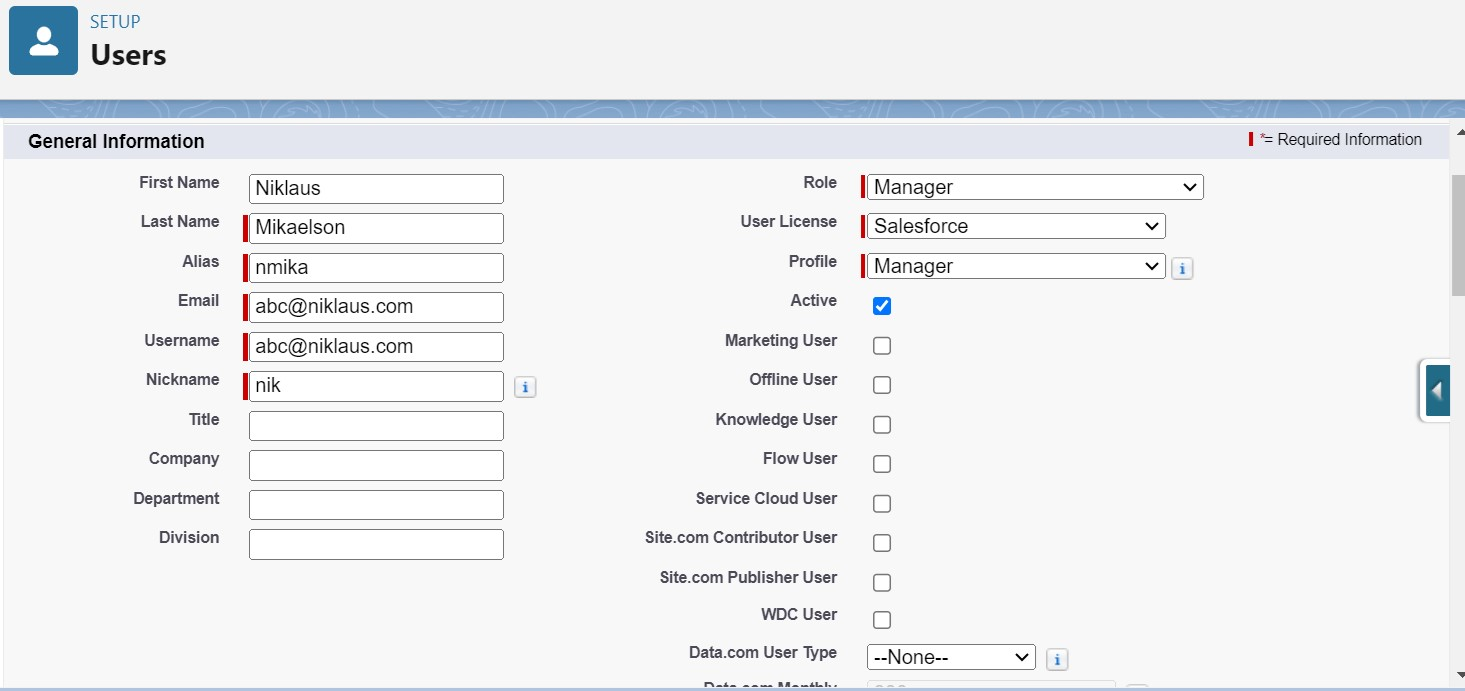 SETUP
Users
General Information
*= Required Information
First Name Niklaus
Last Name Mikaelson
Alias nmika
Email abc@niklaus.com
Username abc@niklaus.com
Nickname nik
Title
Company
Department
Division
Role Manager
User License Salesforce
Profile Manager
Active
Marketing User
Offline User
Knowledge User
Flow User
Service Cloud User
Site.com Contributor User
Site.com Publisher User
WDC User
Data.com User Type --None--
Data.com Monthly